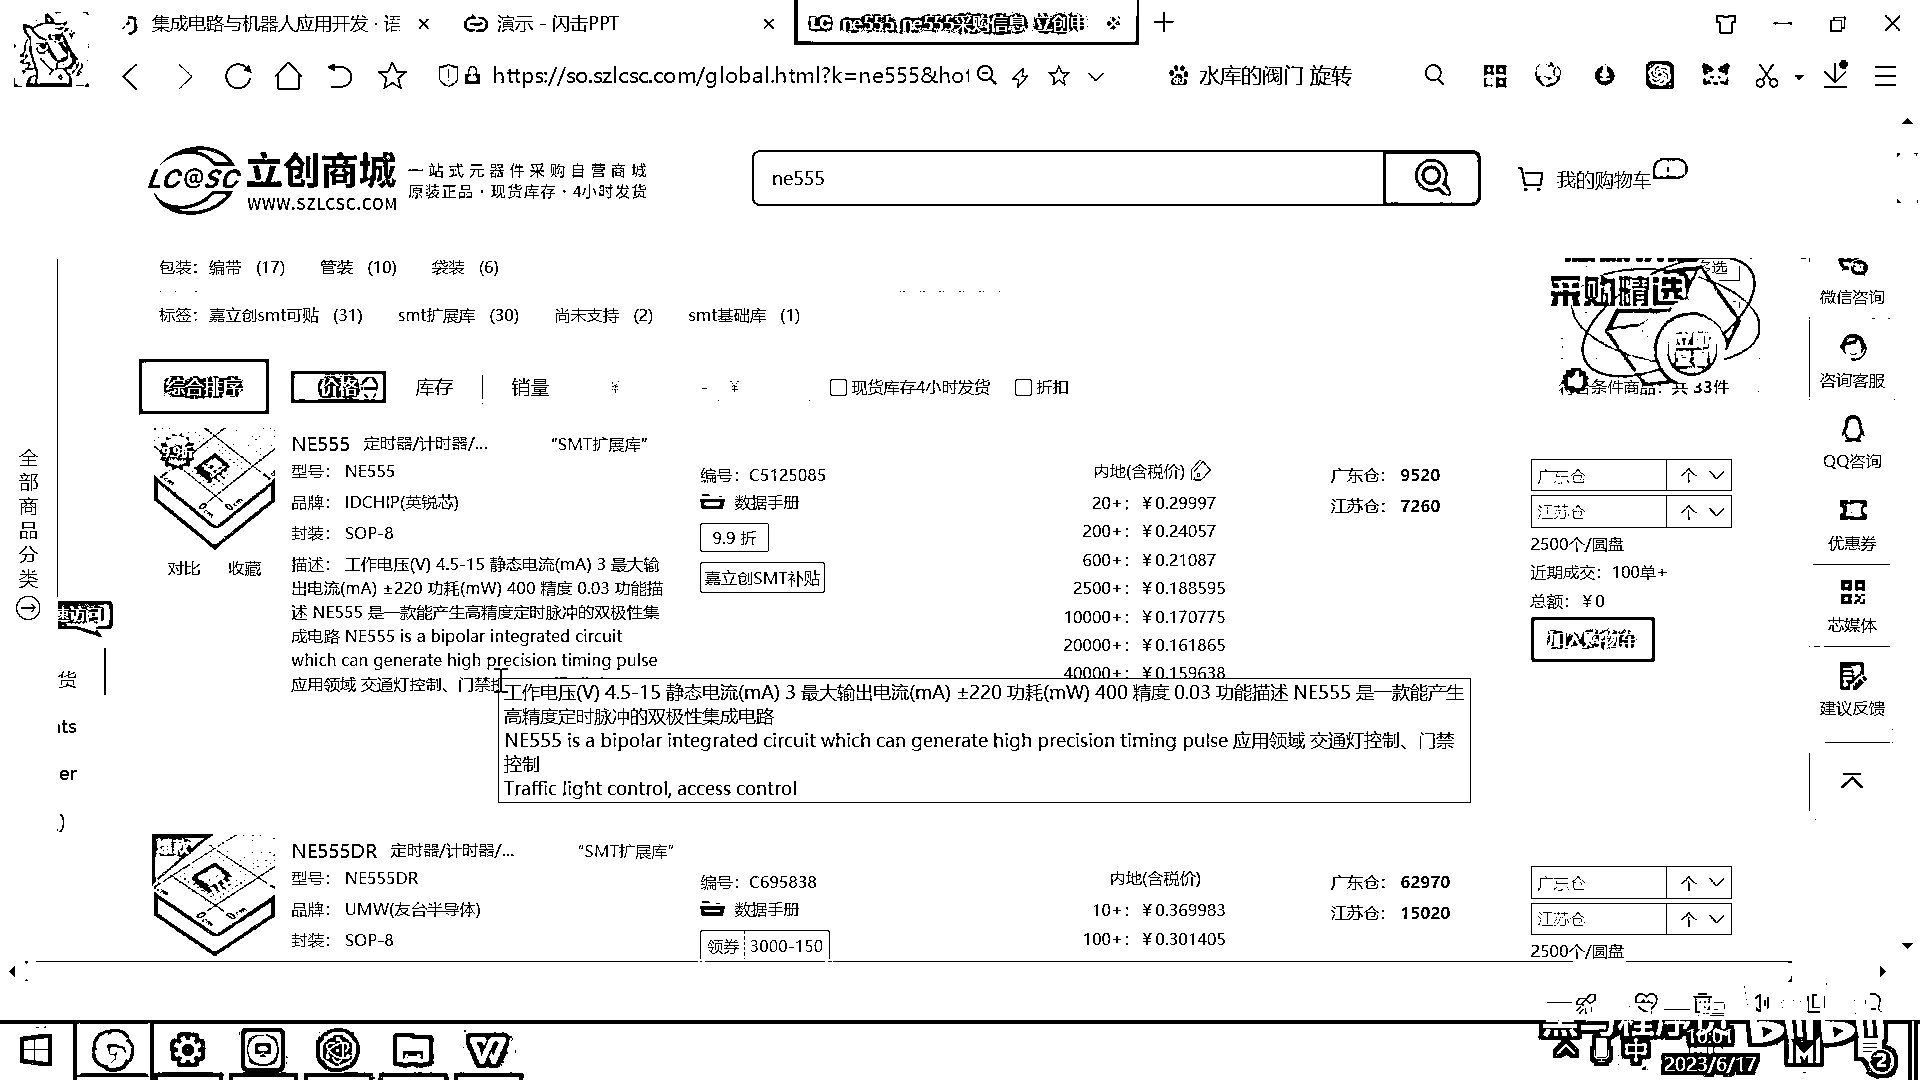 集成电路与机器人应用开发 · 语
演示 - 闪击PPT
ne555 ne555采购信息 立创
https://so.szlcsc.com/global.html?k=ne555&hot
水库的阀门 旋转
LC@SC 立创商城
WWW.SZLCSC.COM
一站式元器件采购自营商城
原装正品 · 现货库存 · 4小时发货
ne555
我的购物车
包装： 编带 (17) 管装 (10) 袋装 (6)
标签： 嘉立创smt可贴 (31) smt扩展库 (30) 尚未支持 (2) smt基础库 (1)
采购精选
综合排序 价格 库存 销量 ¥ - ¥ 现货库存4小时发货 折扣
条件商品：共 33件
NE555 定时器/计时器/... “SMT扩展库”
型号： NE555
品牌： IDCHIP(英锐芯)
封装： SOP-8
描述： 工作电压(V) 4.5-15 静态电流(mA) 3 最大输
出电流(mA) ±220 功耗(mW) 400 精度 0.03 功能描
述 NE555 是一款能产生高精度定时脉冲的双极性集
成电路 NE555 is a bipolar integrated circuit
which can generate high precision timing pulse
应用领域 交通灯控制、门禁
对比 收藏
编号： C5125085
数据手册
9.9 折
嘉立创SMT补贴
内地(含税价)
20+： ￥0.29997
200+： ￥0.24057
600+： ￥0.21087
2500+： ￥0.188595
10000+： ￥0.170775
20000+： ￥0.161865
40000+： ￥0.159638
广东仓： 9520
江苏仓： 7260
广东仓 个
江苏仓 个
2500个/圆盘
近期成交： 100单+
总额： ￥0
加入购物车
工作电压(V) 4.5-15 静态电流(mA) 3 最大输出电流(mA) ±220 功耗(mW) 400 精度 0.03 功能描述 NE555 是一款能产生
高精度定时脉冲的双极性集成电路
NE555 is a bipolar integrated circuit which can generate high precision timing pulse 应用领域 交通灯控制、门禁
控制
Traffic light control, access control
NE555DR 定时器/计时器/... “SMT扩展库”
型号： NE555DR
品牌： UMW(友台半导体)
封装： SOP-8
编号： C695838
数据手册
领券 3000-150
内地(含税价)
10+： ￥0.369983
100+： ￥0.301405
广东仓： 62970
江苏仓： 15020
广东仓 个
江苏仓 个
2500个/圆盘
全部商品分类
速访问
货
nts
er
)
微信咨询
咨询客服
QQ咨询
优惠券
芯媒体
建议反馈
黑马程序员
中
10:01
2023/6/17
2